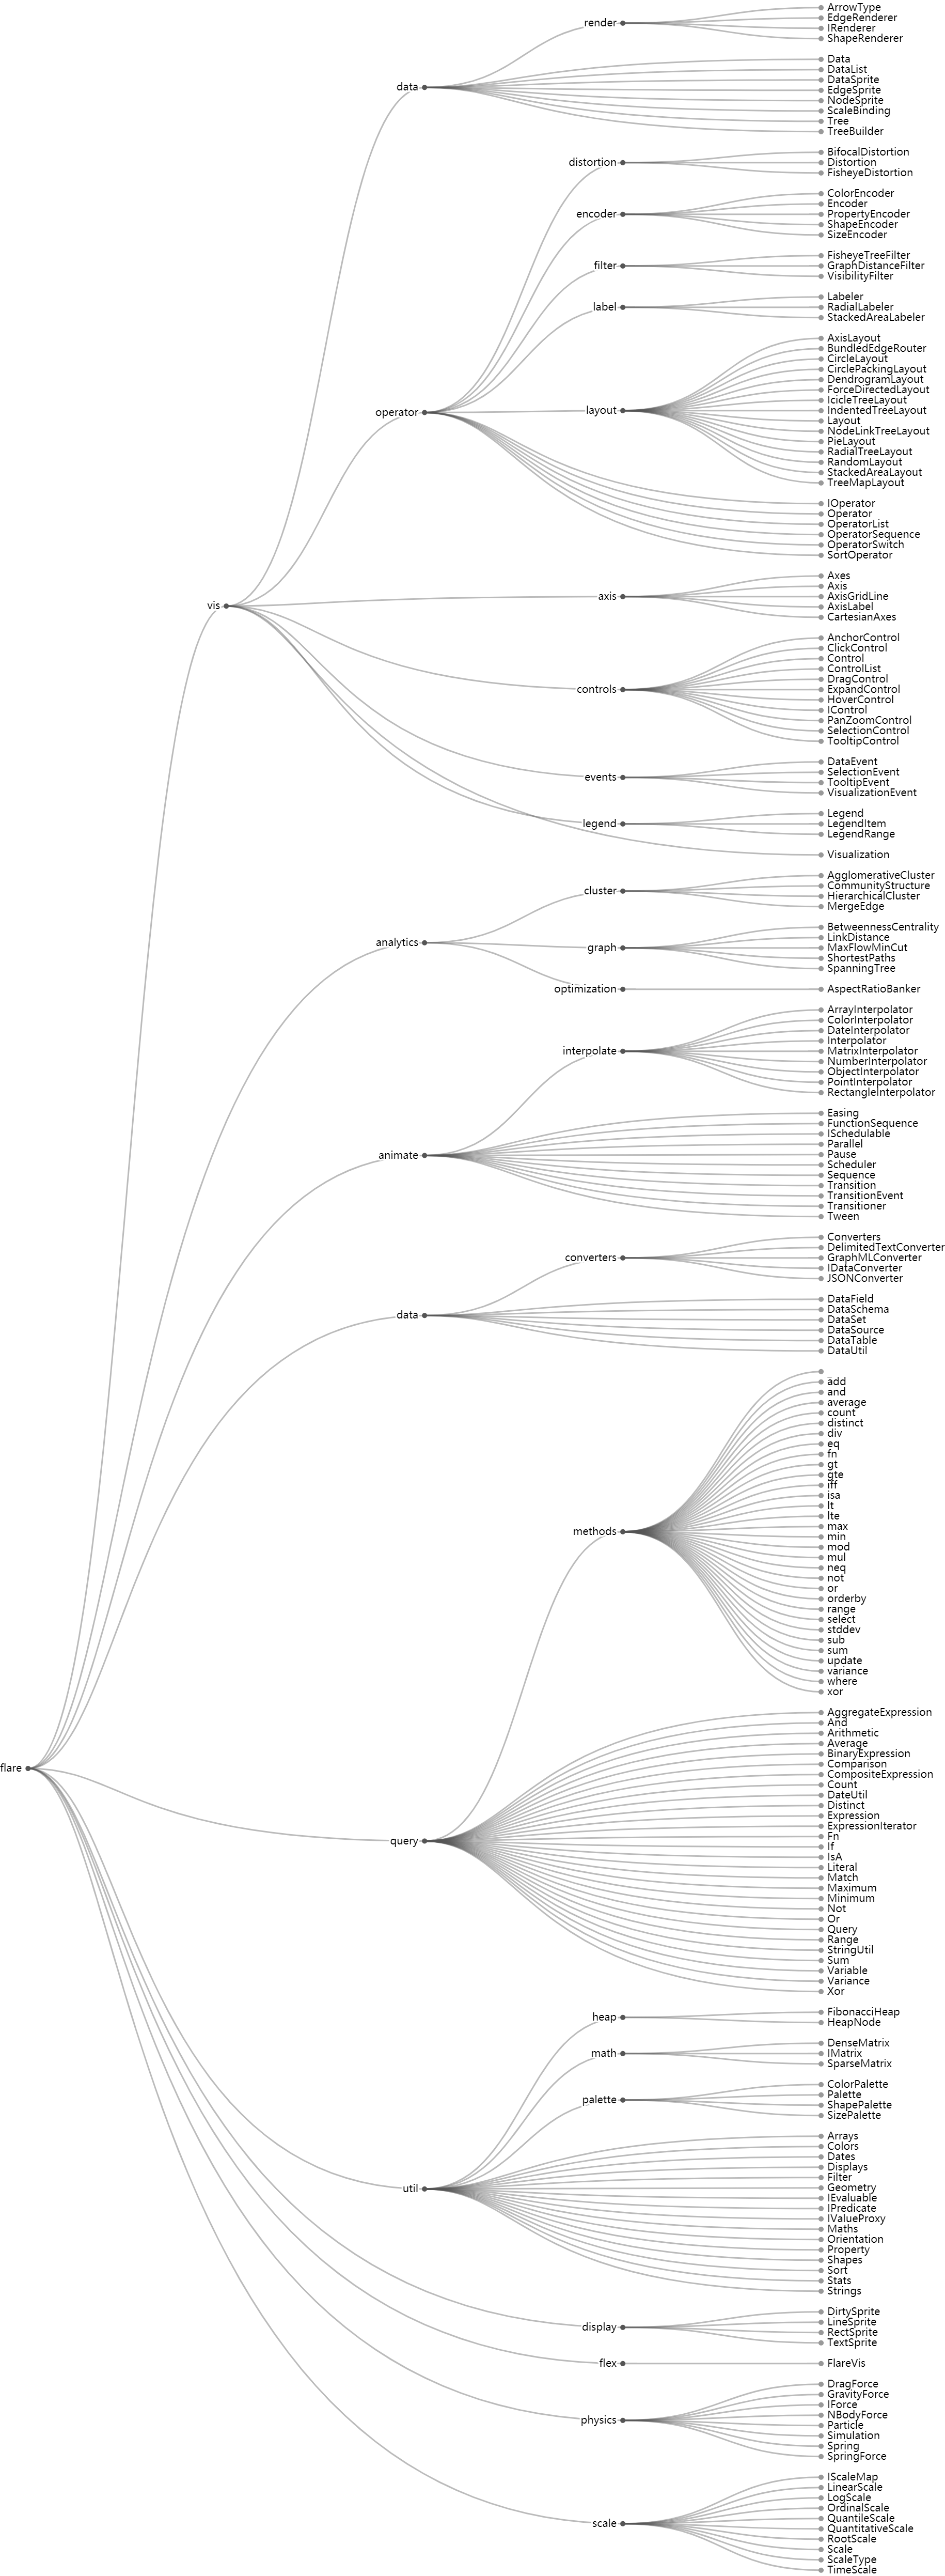 ArrowType
EdgeRenderer
render
IRenderer
ShapeRenderer
Data
DataList
DataSprite
data
EdgeSprite
NodeSprite
ScaleBinding
Tree
TreeBuilder
BifocalDistortion
distortion
Distortion
FisheyeDistortion
ColorEncoder
Encoder
encoder
PropertyEncoder
ShapeEncoder
SizeEncoder
FisheyeTreeFilter
filter
GraphDistanceFilter
VisibilityFilter
Labeler
label
RadialLabeler
StackedAreaLabeler
AxisLayout
BundledEdgeRouter
CircleLayout
CirclePackingLayout
DendrogramLayout
ForceDirectedLayout
IcicleTreeLayout
operator
layout
IndentedTreeLayout
Layout
NodeLinkTreeLayout
PieLayout
RadialTreeLayout
RandomLayout
StackedAreaLayout
TreeMapLayout
IOperator
Operator
OperatorList
OperatorSequence
OperatorSwitch
SortOperator
Axes
Axis
axis
AxisGridLine
vis
AxisLabel
CartesianAxes
AnchorControl
ClickControl
Control
ControlList
DragControl
controls
ExpandControl
HoverControl
IControl
PanZoomControl
SelectionControl
TooltipControl
DataEvent
SelectionEvent
events
TooltipEvent
VisualizationEvent
Legend
legend
LegendItem
LegendRange
Visualization
AgglomerativeCluster
CommunityStructure
cluster
HierarchicalCluster
MergeEdge
BetweennessCentrality
LinkDistance
analytics
graph
MaxFlowMinCut
ShortestPaths
SpanningTree
optimization
AspectRatioBanker
ArrayInterpolator
ColorInterpolator
DateInterpolator
Interpolator
interpolate
MatrixInterpolator
NumberInterpolator
ObjectInterpolator
PointInterpolator
RectangleInterpolator
Easing
FunctionSequence
ISchedulable
Parallel
animate
Pause
Scheduler
Sequence
Transition
TransitionEvent
Transitioner
Tween
Converters
DelimitedTextConverter
converters
GraphMLConverter
IDataConverter
JSONConverter
DataField
DataSchema
data
DataSet
DataSource
DataTable
DataUtil
_
add
and
average
count
distinct
div
eq
fn
gt
gte
iff
isa
lt
lte
max
methods
min
mod
mul
neq
not
or
orderby
range
select
stddev
sub
sum
update
variance
where
xor
AggregateExpression
And
Arithmetic
Average
BinaryExpression
Comparison
flare
CompositeExpression
Count
DateUtil
Distinct
Expression
ExpressionIterator
Fn
query
If
IsA
Literal
Match
Maximum
Minimum
Not
Or
Query
Range
StringUtil
Sum
Variable
Variance
Xor
FibonacciHeap
heap
HeapNode
DenseMatrix
math
IMatrix
SparseMatrix
ColorPalette
Palette
palette
ShapePalette
SizePalette
Arrays
Colors
Dates
Displays
Filter
util
Geometry
IEvaluable
IPredicate
IValueProxy
Maths
Orientation
Property
Shapes
Sort
Stats
Strings
DirtySprite
LineSprite
display
RectSprite
TextSprite
flex
FlareVis
DragForce
GravityForce
IForce
NBodyForce
physics
Particle
Simulation
Spring
SpringForce
IScaleMap
LinearScale
LogScale
OrdinalScale
QuantileScale
scale
QuantitativeScale
RootScale
Scale
ScaleType
TimeScale